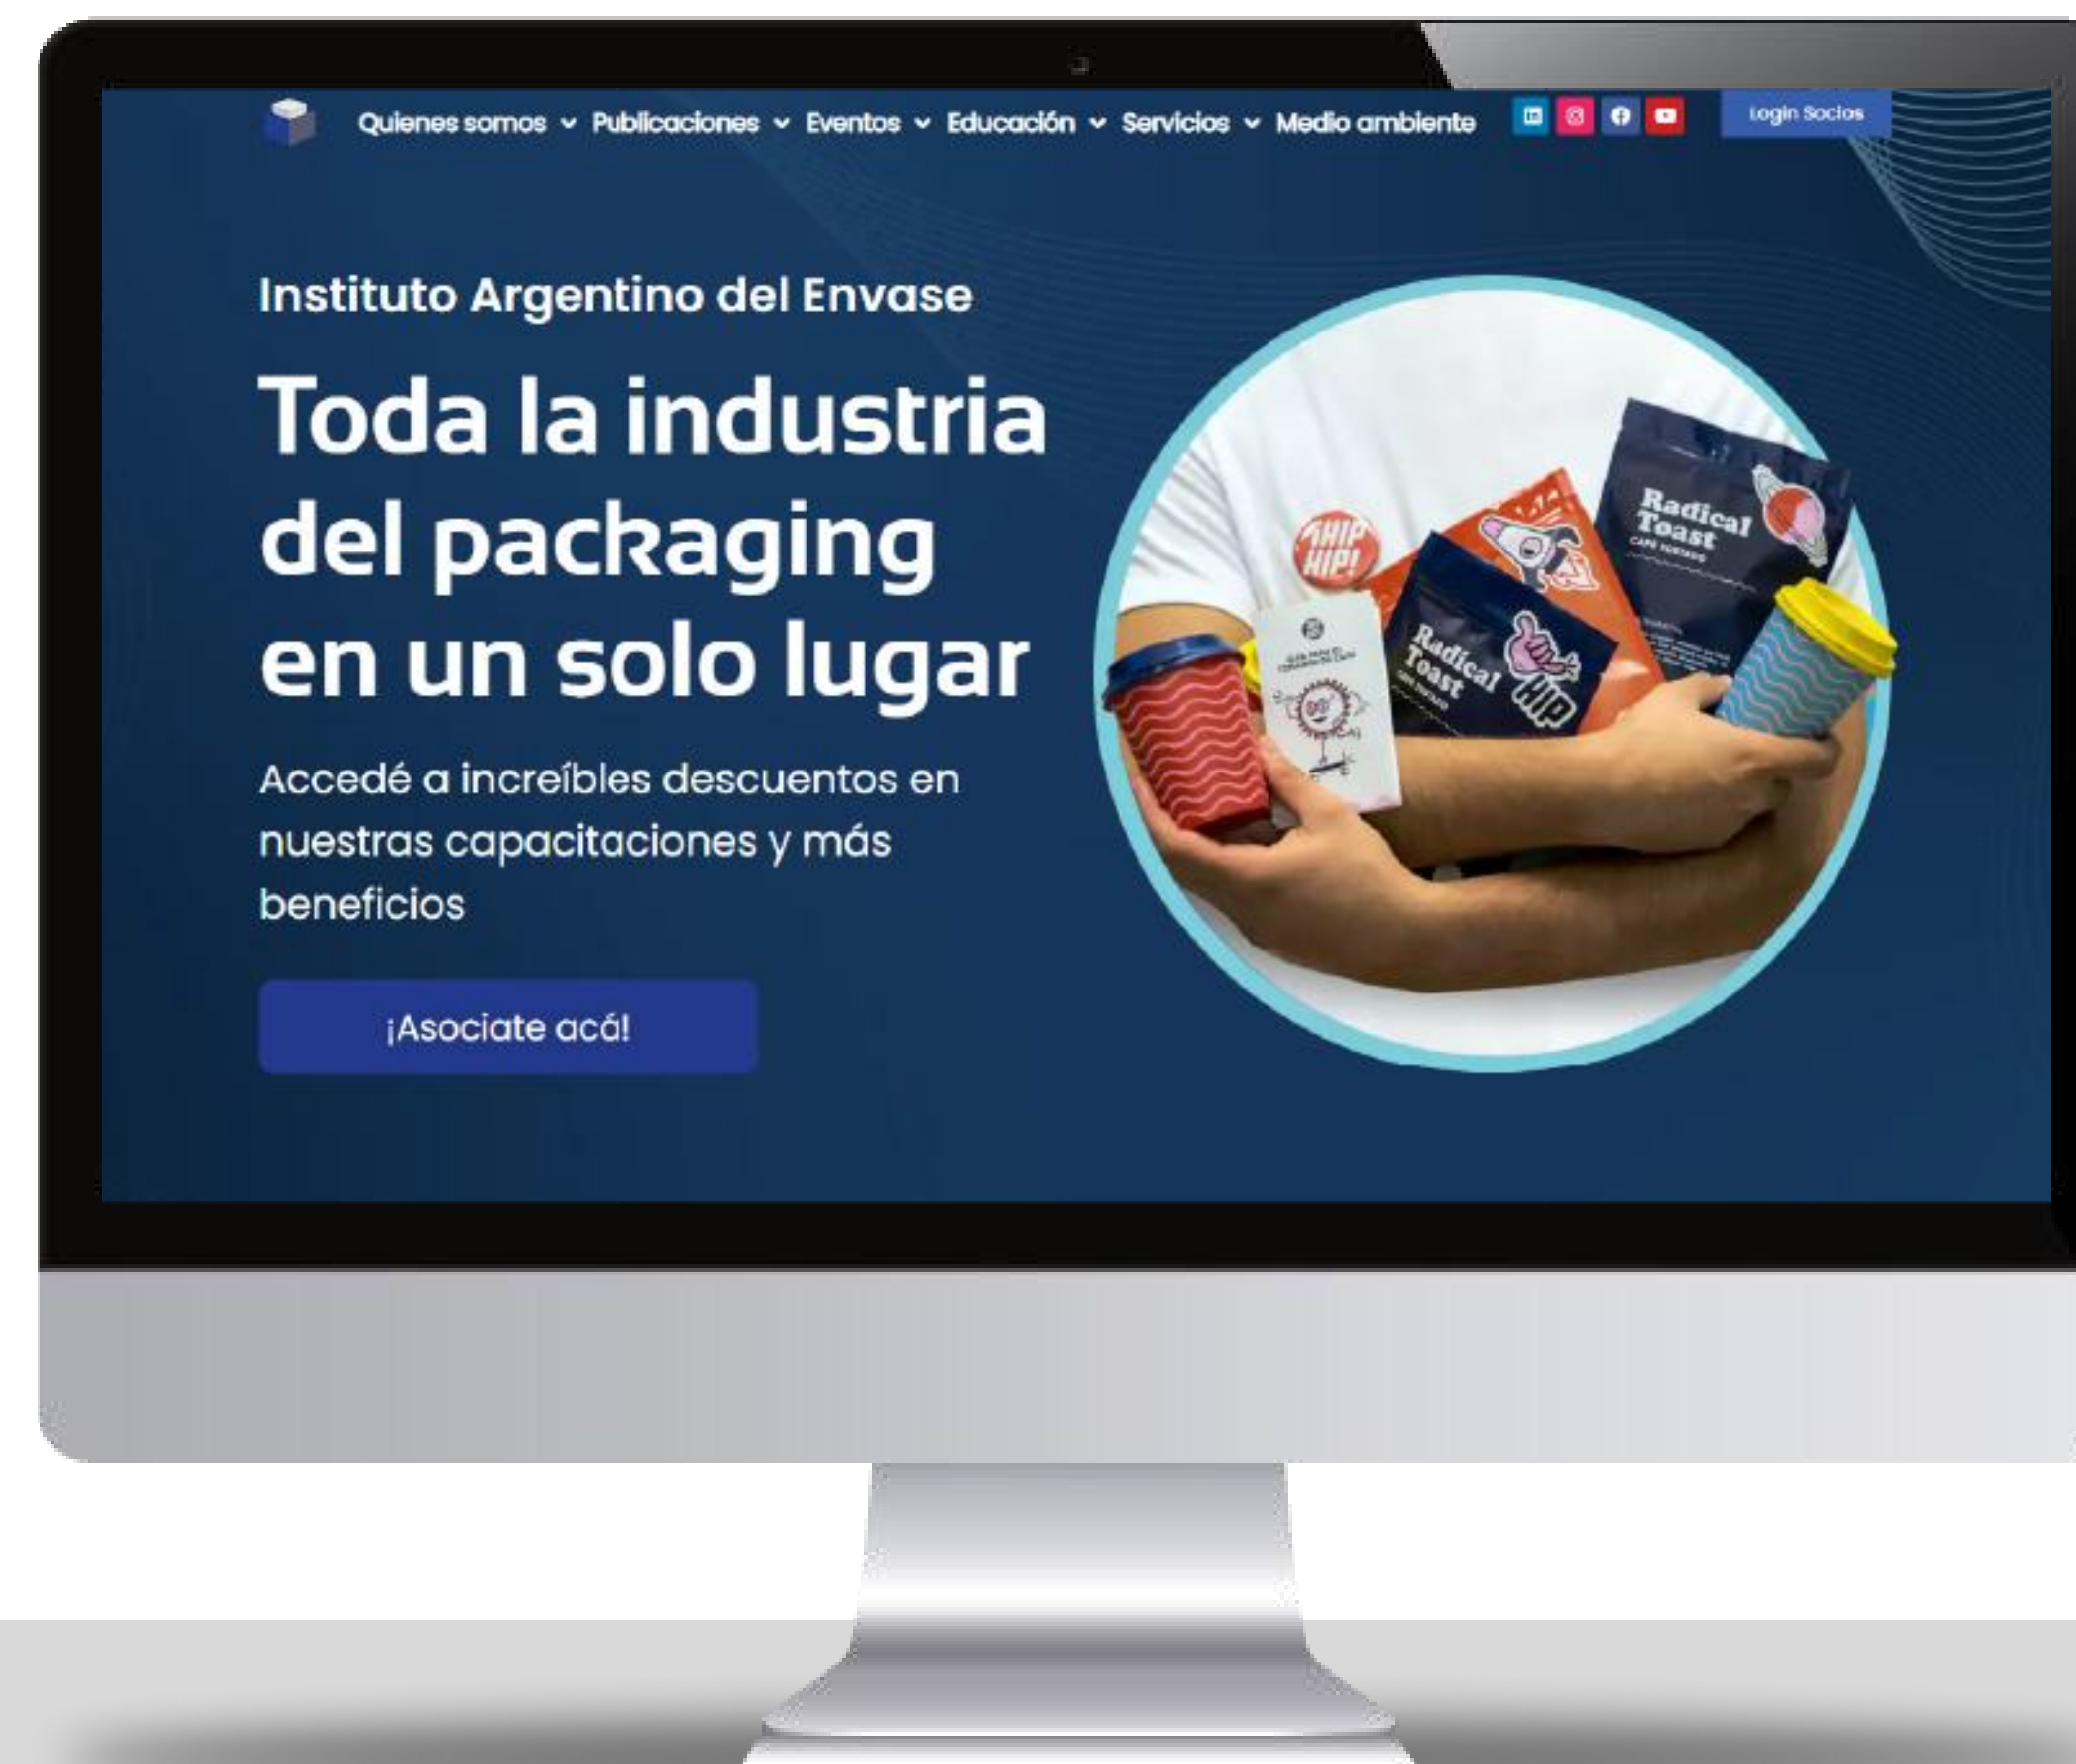 Quienes somos Publicaciones Eventos Educación Servicios Medio ambiente
Login Socios
Instituto Argentino del Envase
Toda la industria
del packaging
en un solo lugar
Accedé a increíbles descuentos en
nuestras capacitaciones y más
beneficios
¡Asociate acá!
¡HIP
HIP!
Radical
Toast
CAFÉ TOSTADO
Radical
Toast
CAFÉ TOSTADO
HIP